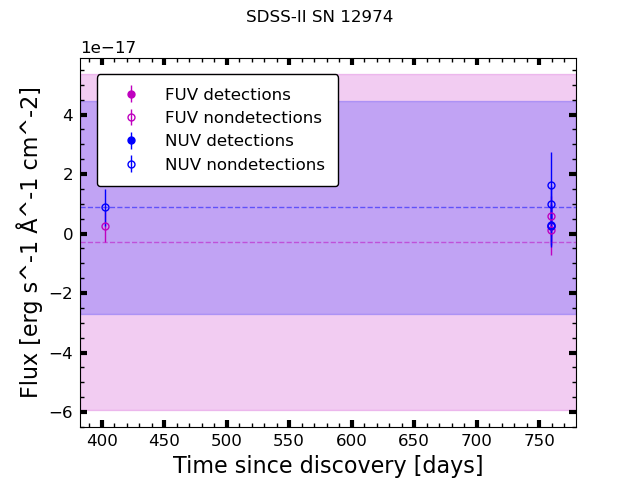 SDSS-II SN 12974
1e−17
FUV detections
FUV nondetections
NUV detections
NUV nondetections
4
2
0
−2
−4
−6
Flux [erg s^-1 Å^-1 cm^-2]
400 450 500 550 600 650 700 750
Time since discovery [days]